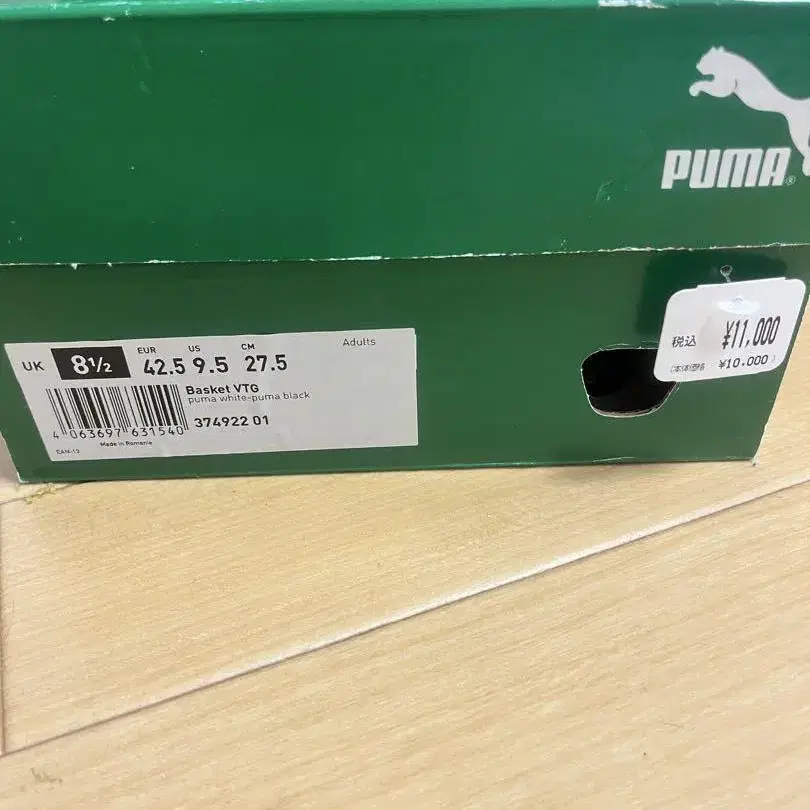 PUMA®
税込 ¥11,000
(本体価格 ¥10,000)
UK 8½ EUR 42.5 US 9.5 CM 27.5
Adults
Basket VTG
puma white-puma black
4 063697 631540
374922 01
Made in Romania
EAN-13